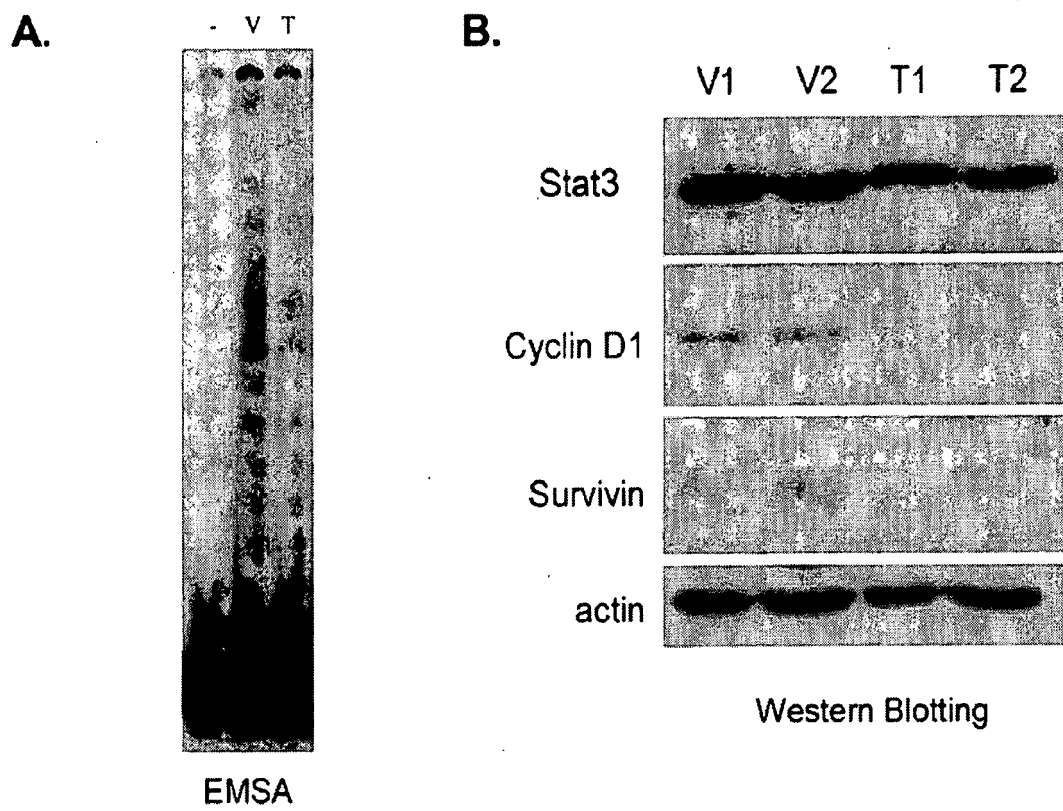 A.
- V T
EMSA
B.
V1 V2 T1 T2
Stat3
Cyclin D1
Survivin
actin
Western Blotting